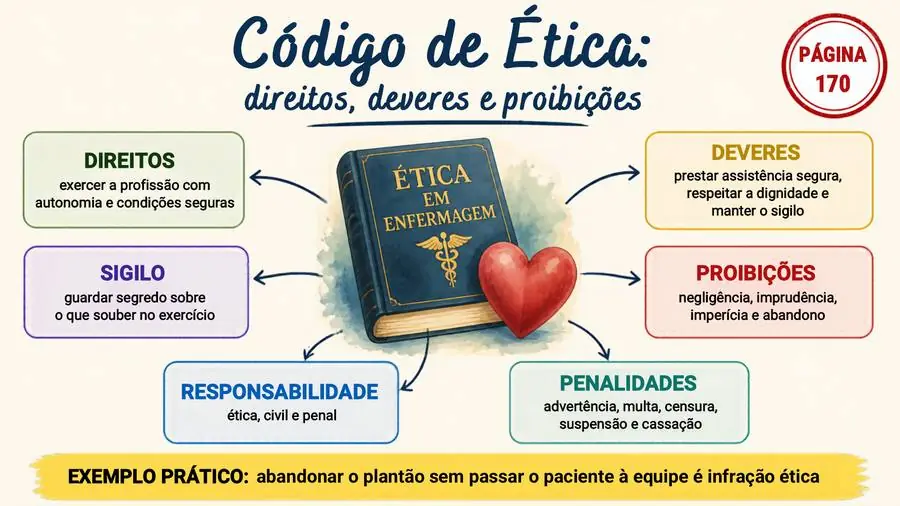 Código de Ética:
direitos, deveres e proibições
PÁGINA
170
DIREITOS
exercer a profissão com
autonomia e condições seguras
DEVERES
prestar assistência segura,
respeitar a dignidade e
manter o sigilo
ÉTICA
EM
ENFERMAGEM
SIGILO
guardar segredo sobre
o que souber no exercício
PROIBIÇÕES
negligência, imprudência,
imperícia e abandono
RESPONSABILIDADE
ética, civil e penal
PENALIDADES
advertência, multa, censura,
suspensão e cassação
EXEMPLO PRÁTICO: abandonar o plantão sem passar o paciente à equipe é infração ética